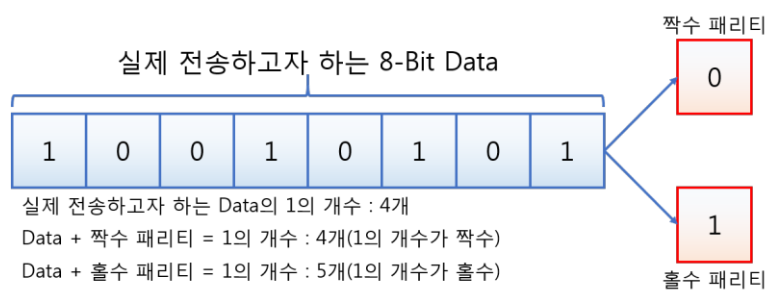 짝수 패리티
실제 전송하고자 하는 8-Bit Data
0
1 0 0 1 0 1 0 1
실제 전송하고자 하는 Data의 1의 개수 : 4개
Data + 짝수 패리티 = 1의 개수 : 4개(1의 개수가 짝수)
Data + 홀수 패리티 = 1의 개수 : 5개(1의 개수가 홀수)
1
홀수 패리티